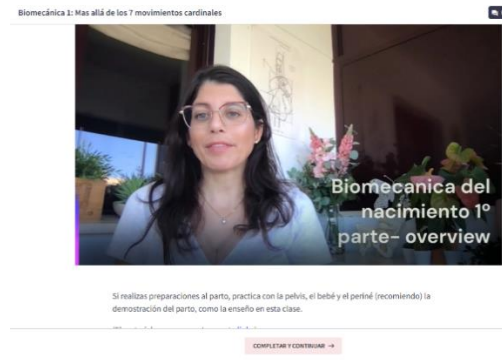 Biomecánica 1: Mas allá de los 7 movimientos cardinales
Biomecanica del
nacimiento 1º
parte- overview
Si realizas preparaciones al parto, practica con la pelvis, el bebé y el periné (recomiendo) la
demostración del parto, como la enseño en esta clase.
COMPLETAR Y CONTINUAR →